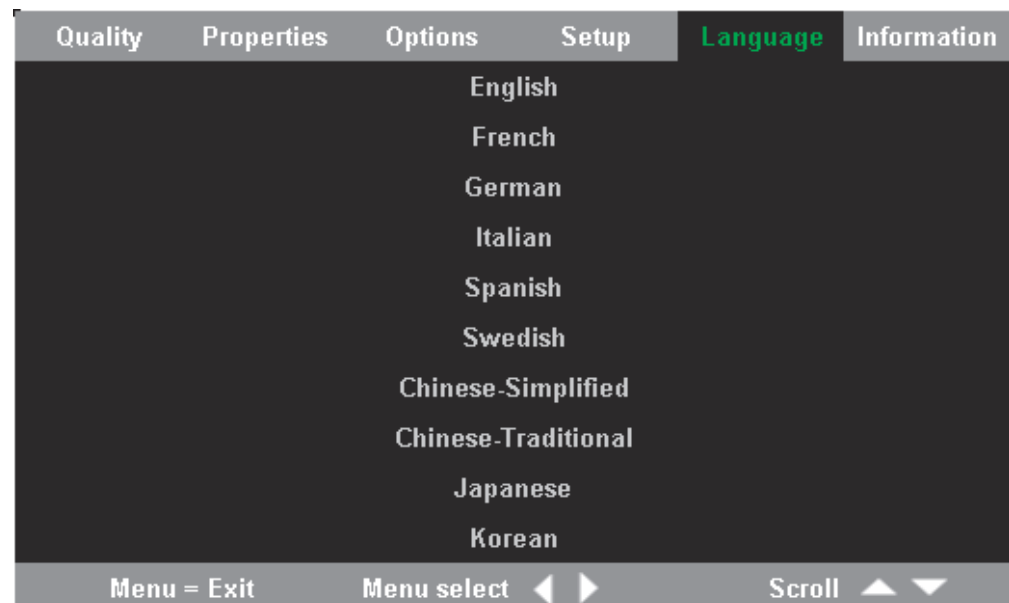 Quality Properties Options Setup Language Information
English
French
German
Italian
Spanish
Swedish
Chinese-Simplified
Chinese-Traditional
Japanese
Korean
Menu = Exit Menu select Scroll